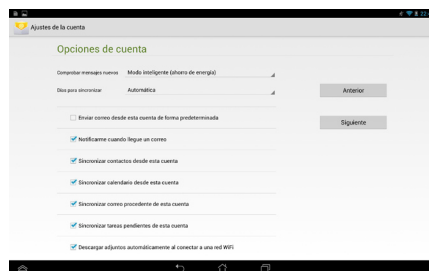 22:
Ajustes de la cuenta
Opciones de cuenta
Comprobar mensajes nuevos Modo inteligente (ahorro de energía)
Días para sincronizar Automática
Anterior
Enviar correo desde esta cuenta de forma predeterminada
Siguiente
Notificarme cuando llegue un correo
Sincronizar contactos desde esta cuenta
Sincronizar calendario desde esta cuenta
Sincronizar correo procedente de esta cuenta
Sincronizar tareas pendientes de esta cuenta
Descargar adjuntos automáticamente al conectar a una red WiFi